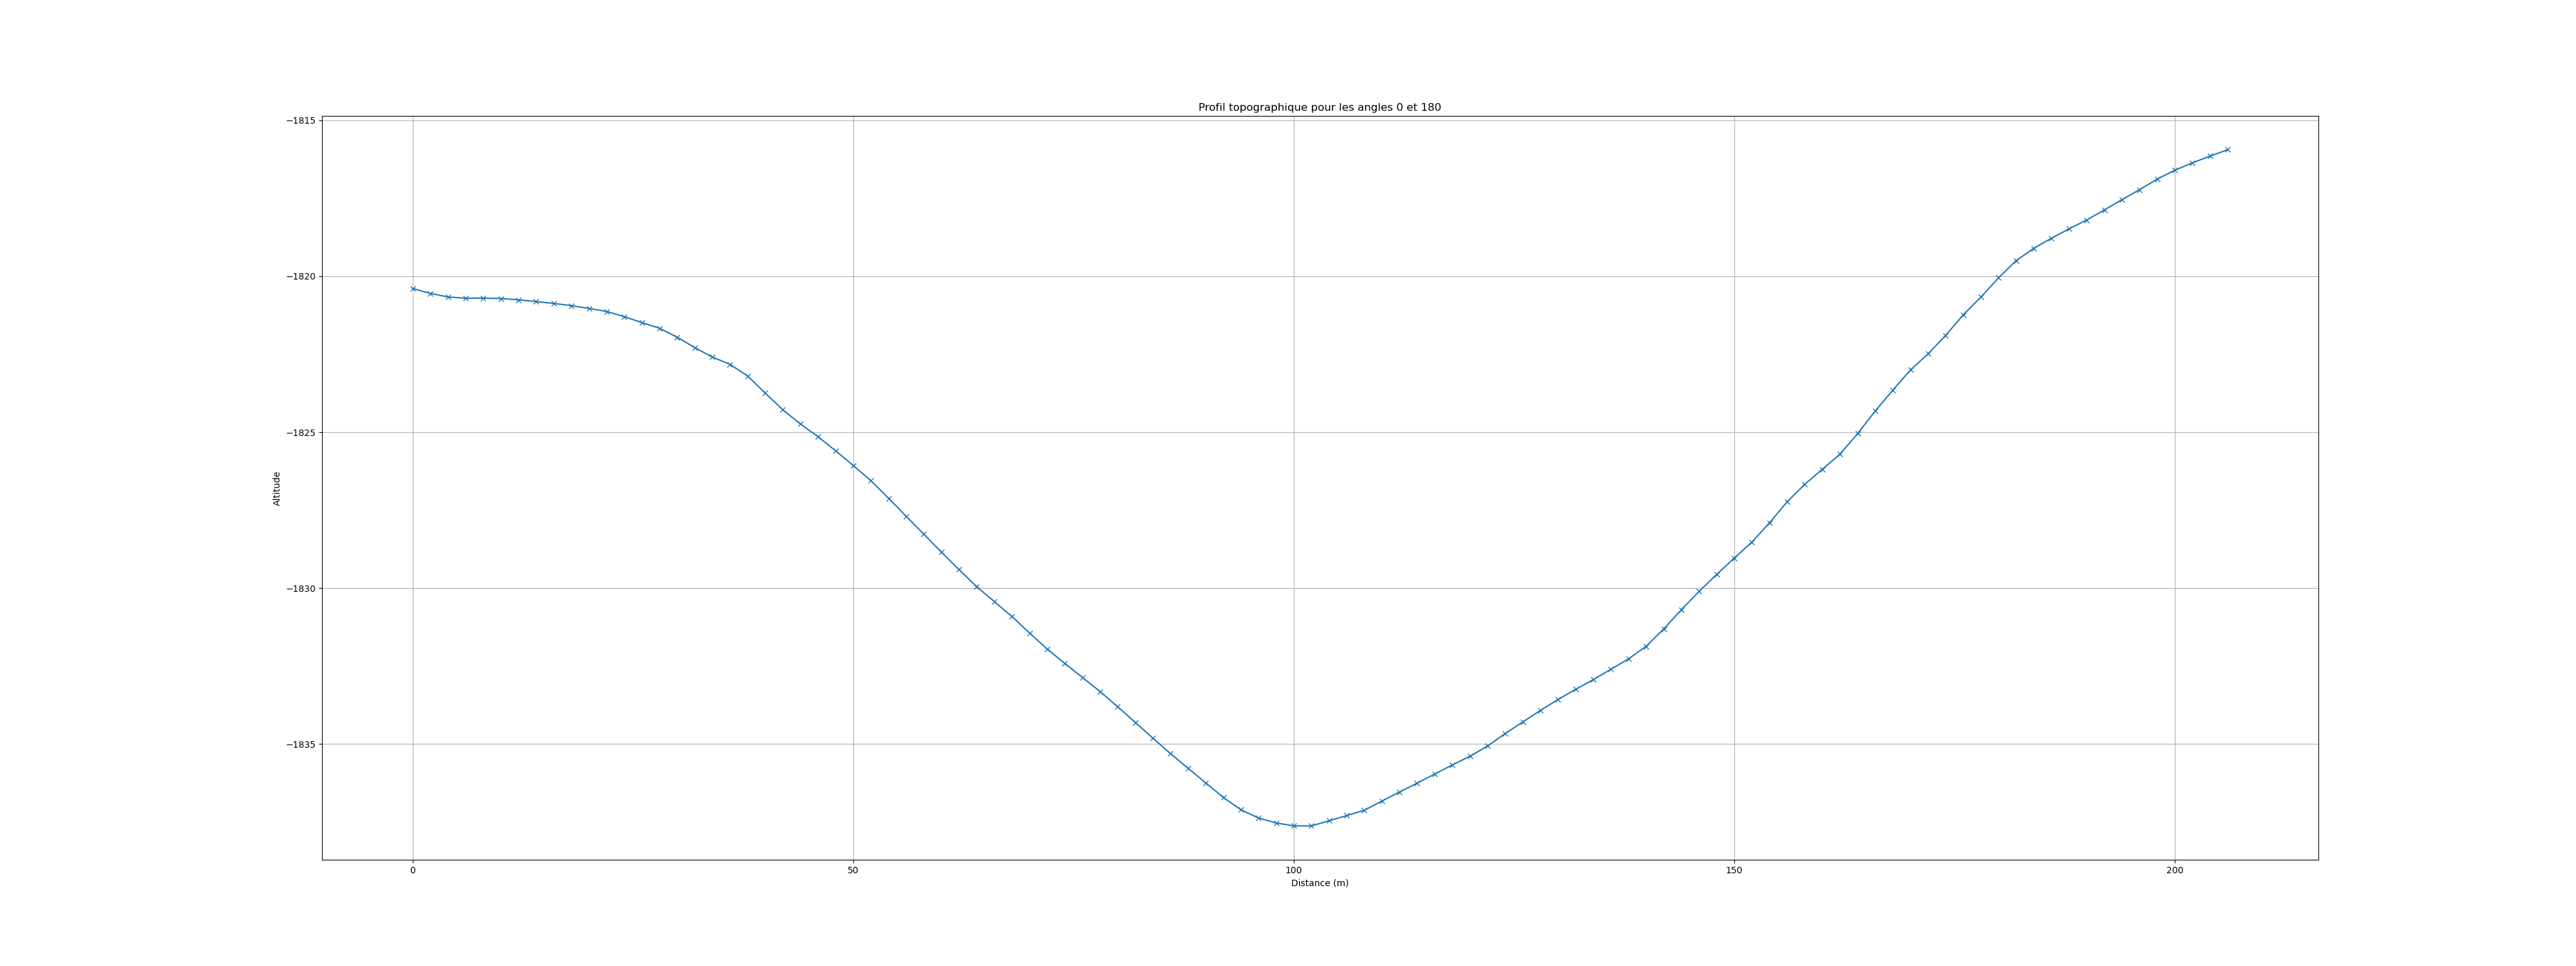 Profil topographique pour les angles 0 et 180
−1815
−1820
−1825
−1830
−1835
Altitude
0 50 100 150 200
Distance (m)